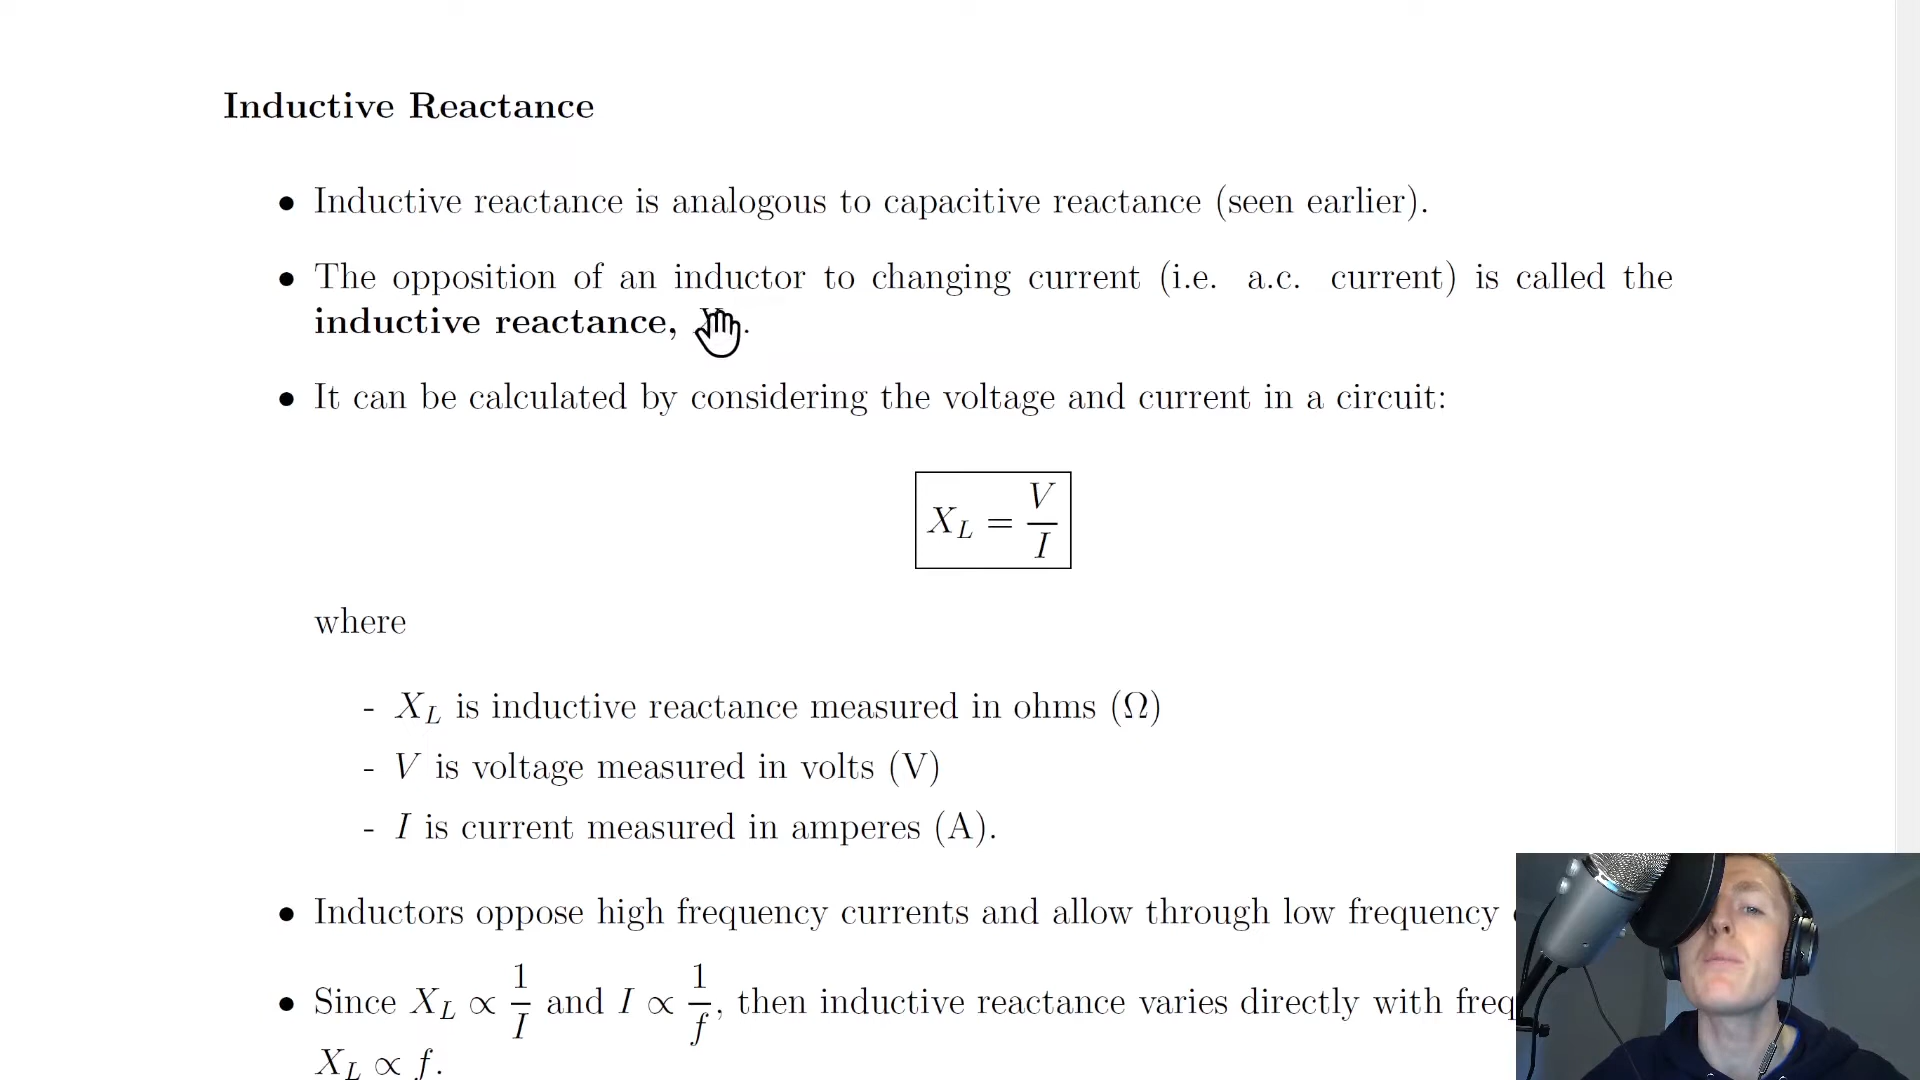 Inductive Reactance
• Inductive reactance is analogous to capacitive reactance (seen earlier).
• The opposition of an inductor to changing current (i.e. a.c. current) is called the
inductive reactance, .
• It can be calculated by considering the voltage and current in a circuit:
X_L = V/I
where
- X_L is inductive reactance measured in ohms (Ω)
- V is voltage measured in volts (V)
- I is current measured in amperes (A).
• Inductors oppose high frequency currents and allow through low frequency
• Since X_L ∝ 1/I and I ∝ 1/f, then inductive reactance varies directly with freq
X_L ∝ f.